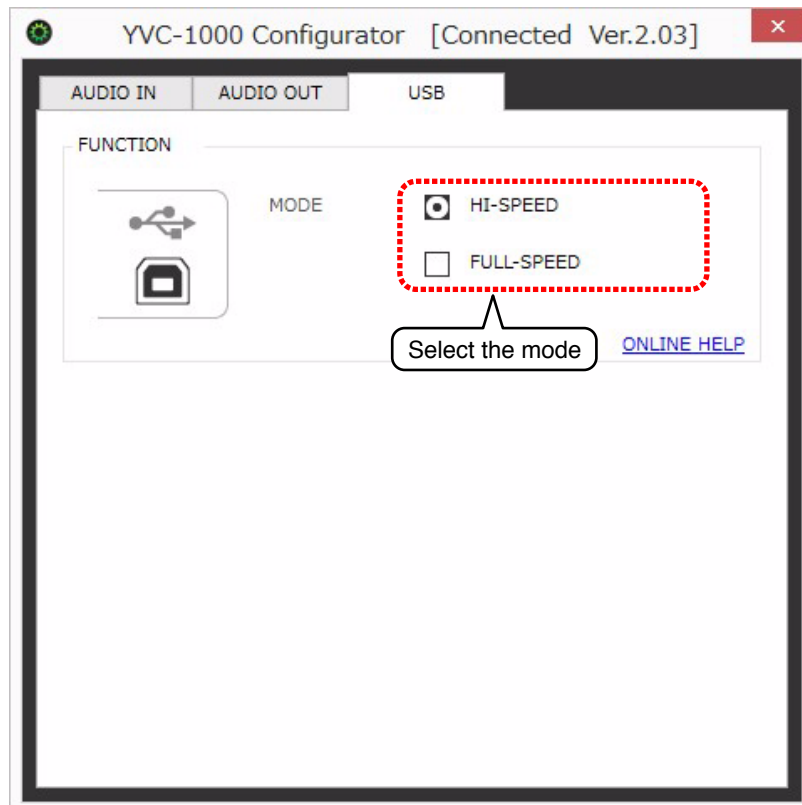 YVC-1000 Configurator [Connected Ver.2.03]
AUDIO IN AUDIO OUT USB
FUNCTION
MODE HI-SPEED
FULL-SPEED
Select the mode
ONLINE HELP